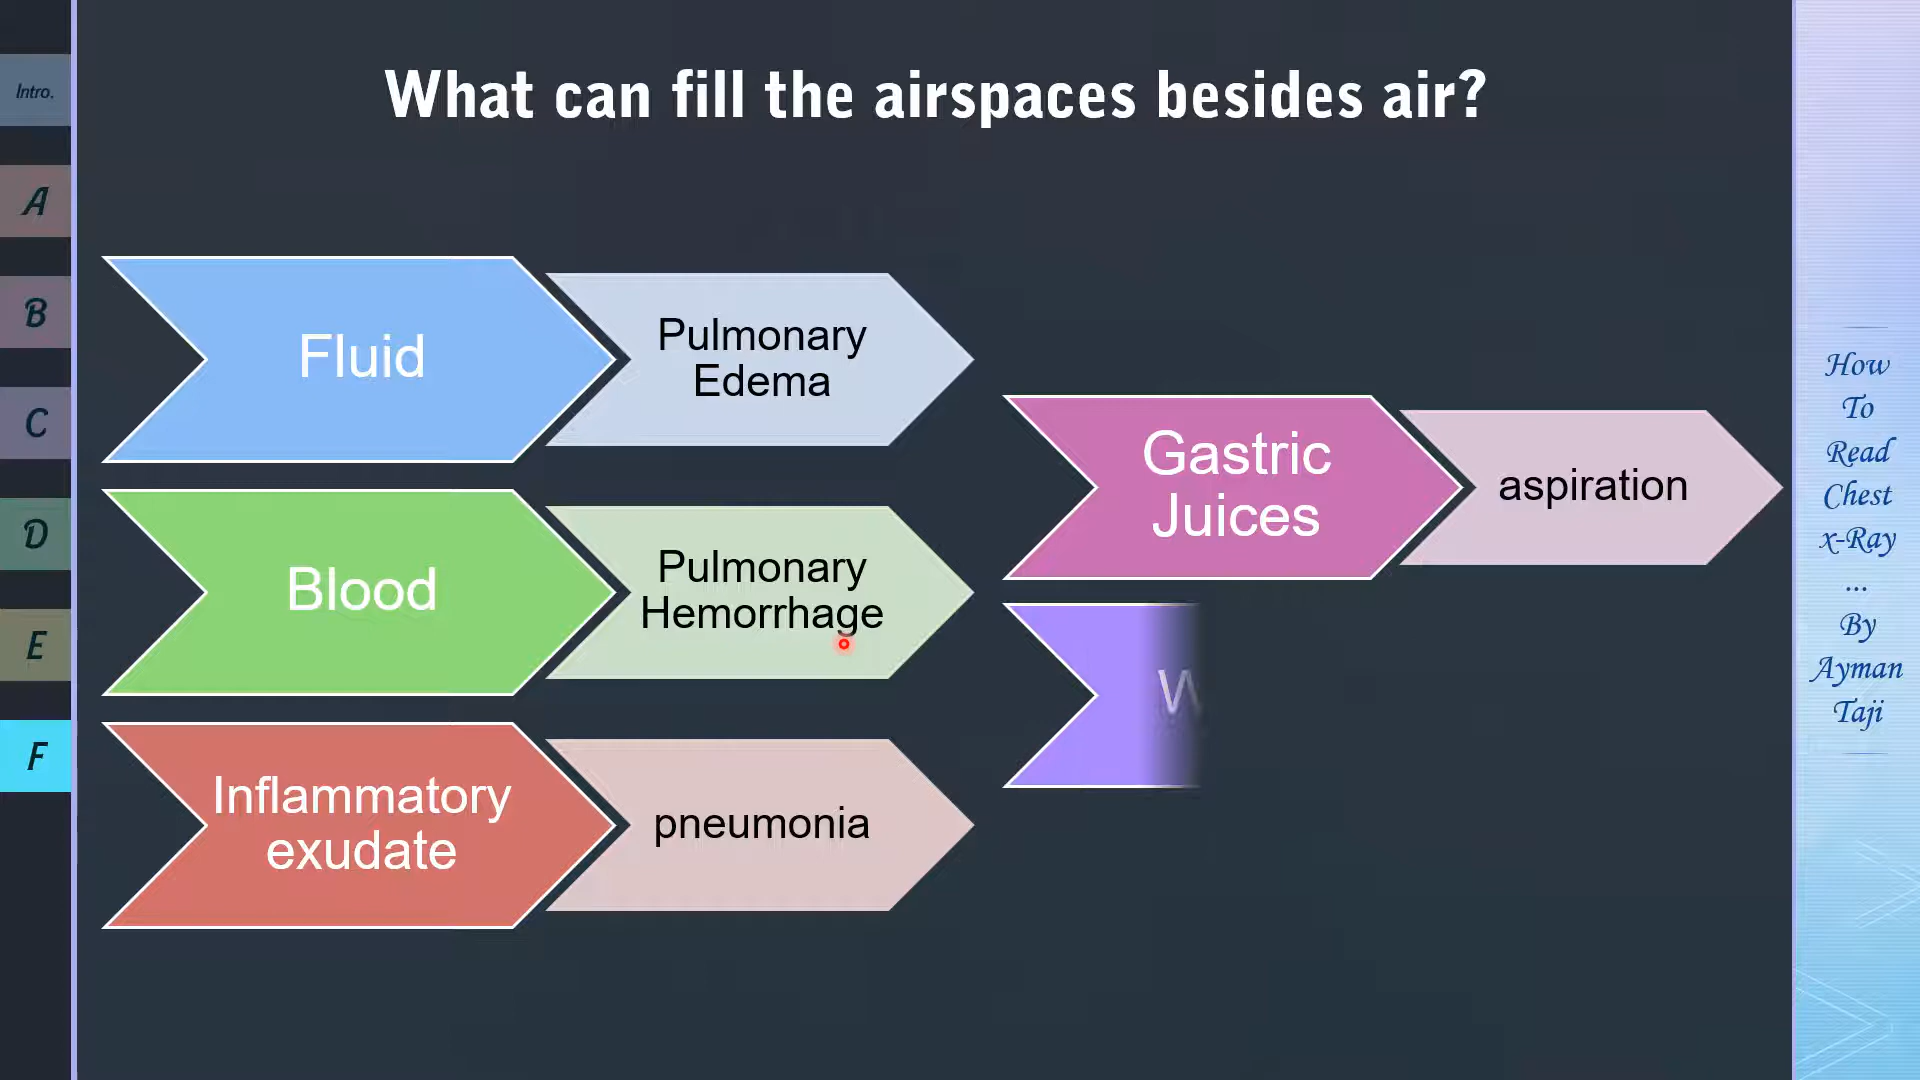 What can fill the airspaces besides air?
Intro.
A
B
C
D
E
F
Fluid
Pulmonary
Edema
Blood
Pulmonary
Hemorrhage
Inflammatory
exudate
pneumonia
Gastric
Juices
aspiration
How
To
Read
Chest
x-Ray
...
By
Ayman
Taji